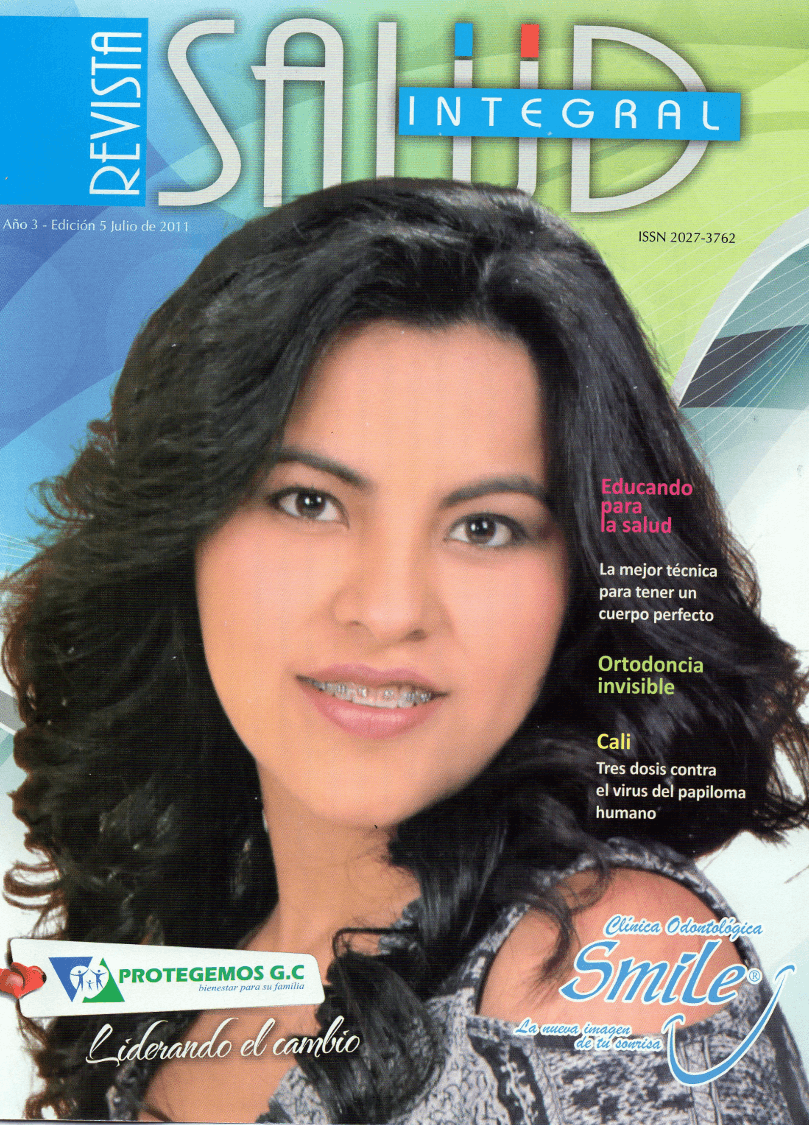 REVISTA
SALUD
INTEGRAL
Año 3 - Edición 5 Julio de 2011
ISSN 2027-3762
Educando
para
la salud
La mejor técnica
para tener un
cuerpo perfecto
Ortodoncia
invisible
Cali
Tres dosis contra
el virus del papiloma
humano
PROTEGEMOS G.C
bienestar para su familia
Liderando el cambio
Clínica Odontológica
Smile®
La nueva imagen
de tu sonrisa